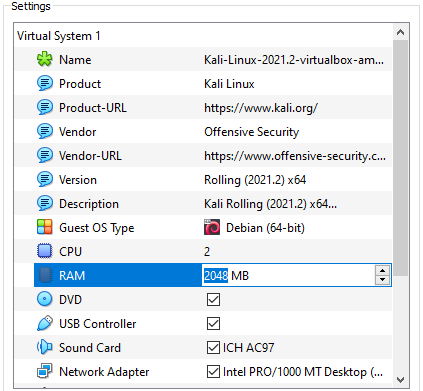 Settings
Virtual System 1
Name Kali-Linux-2021.2-virtualbox-am...
Product Kali Linux
Product-URL https://www.kali.org/
Vendor Offensive Security
Vendor-URL https://www.offensive-security.c...
Version Rolling (2021.2) x64
Description Kali Rolling (2021.2) x64...
Guest OS Type Debian (64-bit)
CPU 2
RAM 2048 MB
DVD
USB Controller
Sound Card ICH AC97
Network Adapter Intel PRO/1000 MT Desktop (...